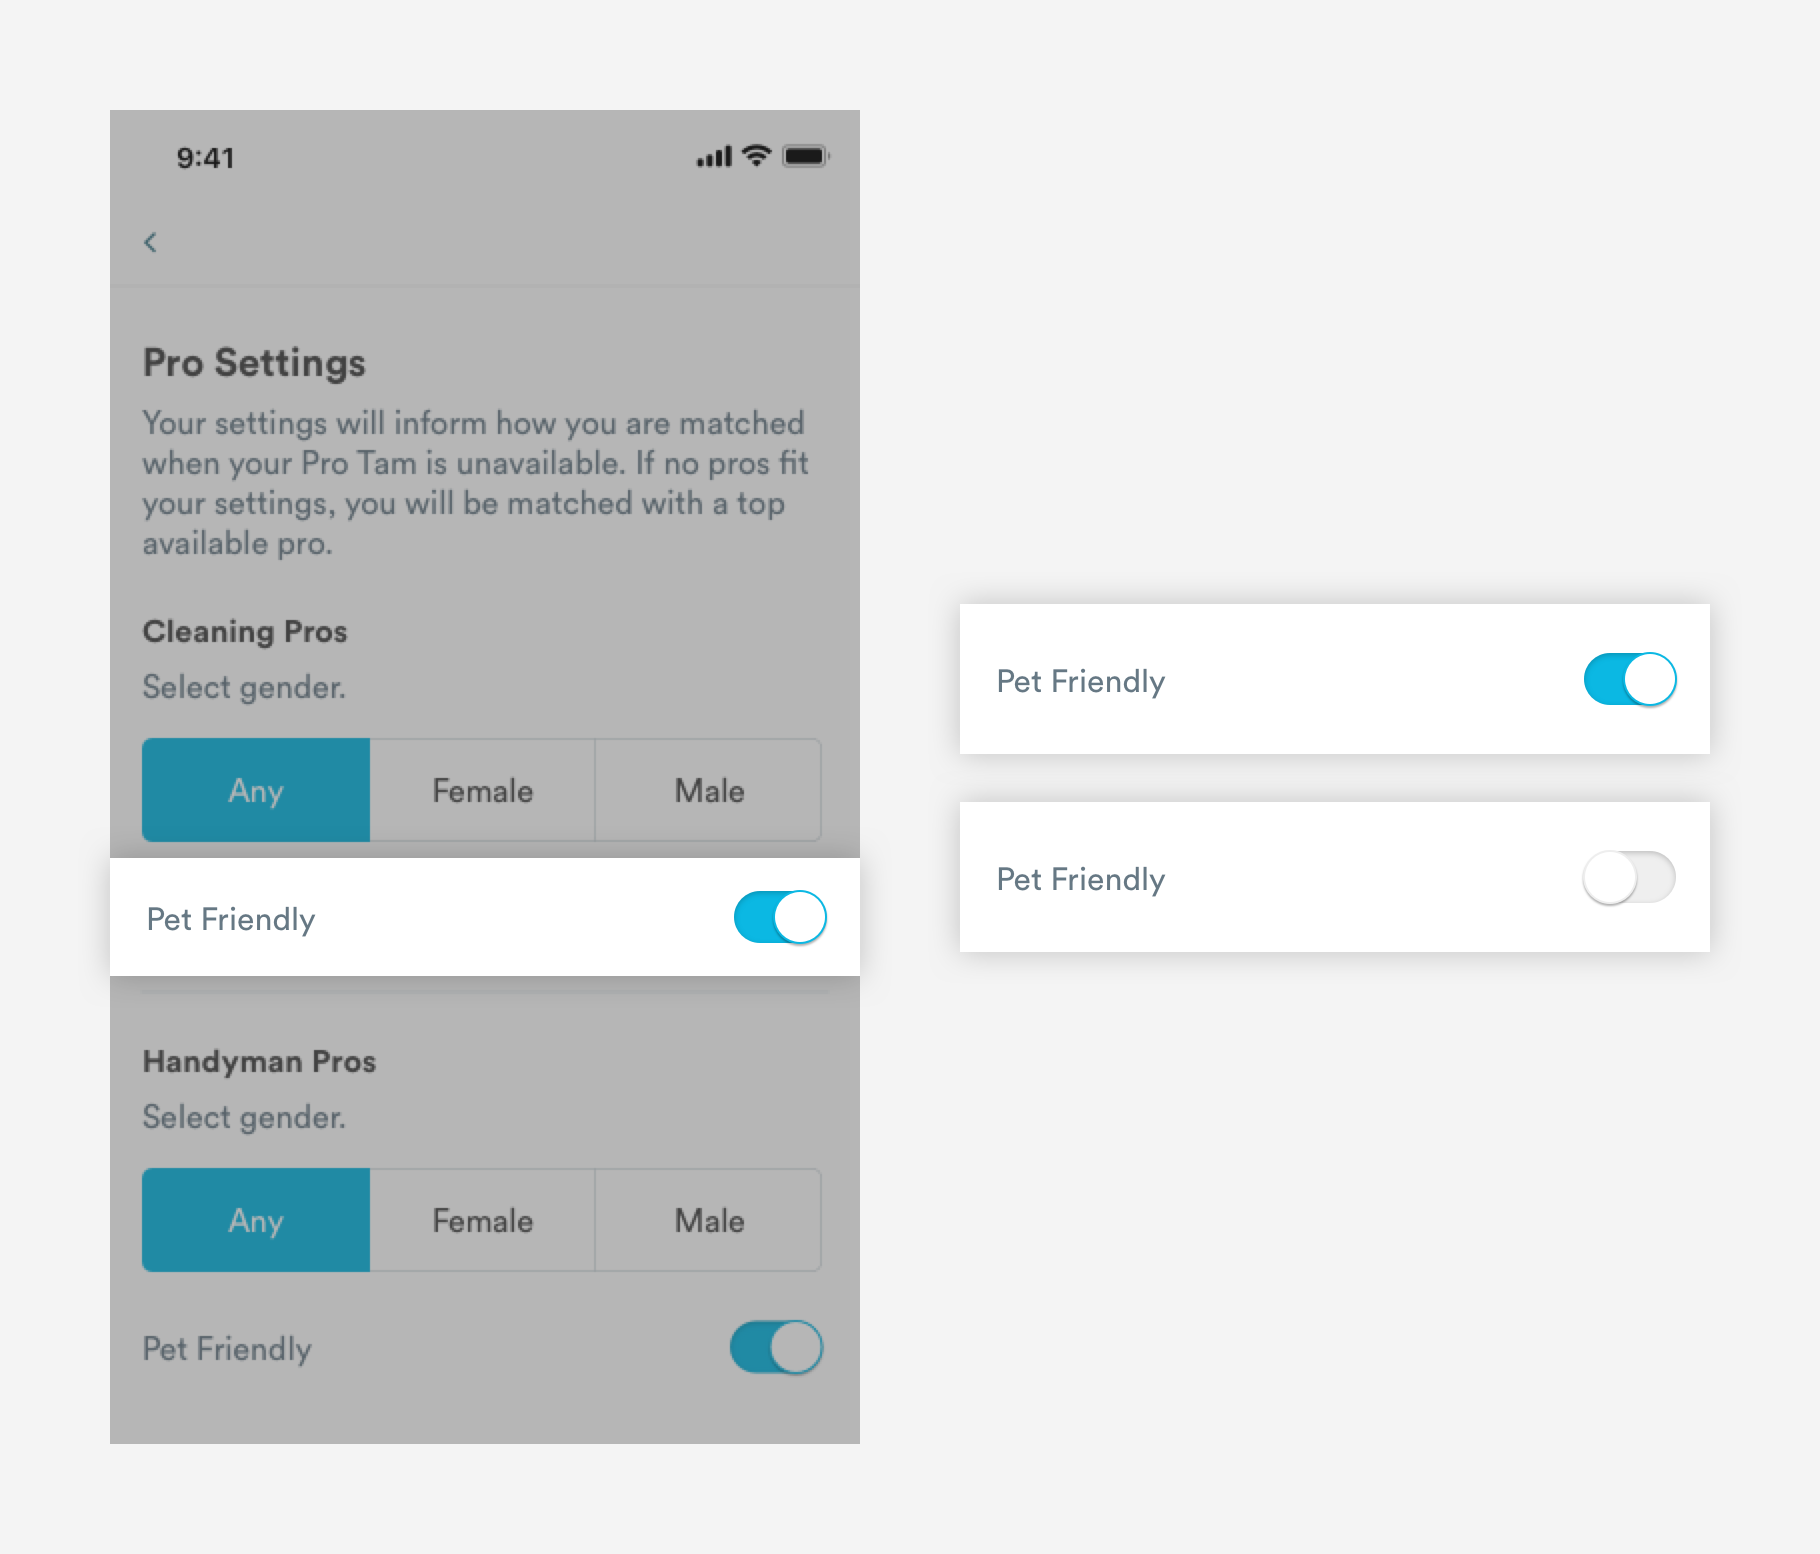 9:41
Pro Settings
Your settings will inform how you are matched
when your Pro Tam is unavailable. If no pros fit
your settings, you will be matched with a top
available pro.
Cleaning Pros
Select gender.
Any Female Male
Pet Friendly
Handyman Pros
Select gender.
Any Female Male
Pet Friendly
Pet Friendly
Pet Friendly